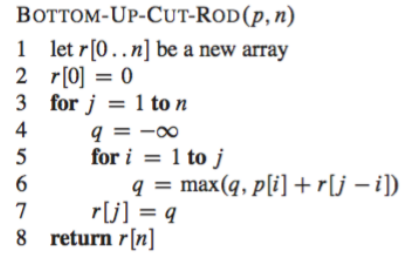 BOTTOM-UP-CUT-ROD(p, n)
1 let r[0..n] be a new array
2 r[0] = 0
3 for j = 1 to n
4 q = −∞
5 for i = 1 to j
6 q = max(q, p[i] + r[j − i])
7 r[j] = q
8 return r[n]